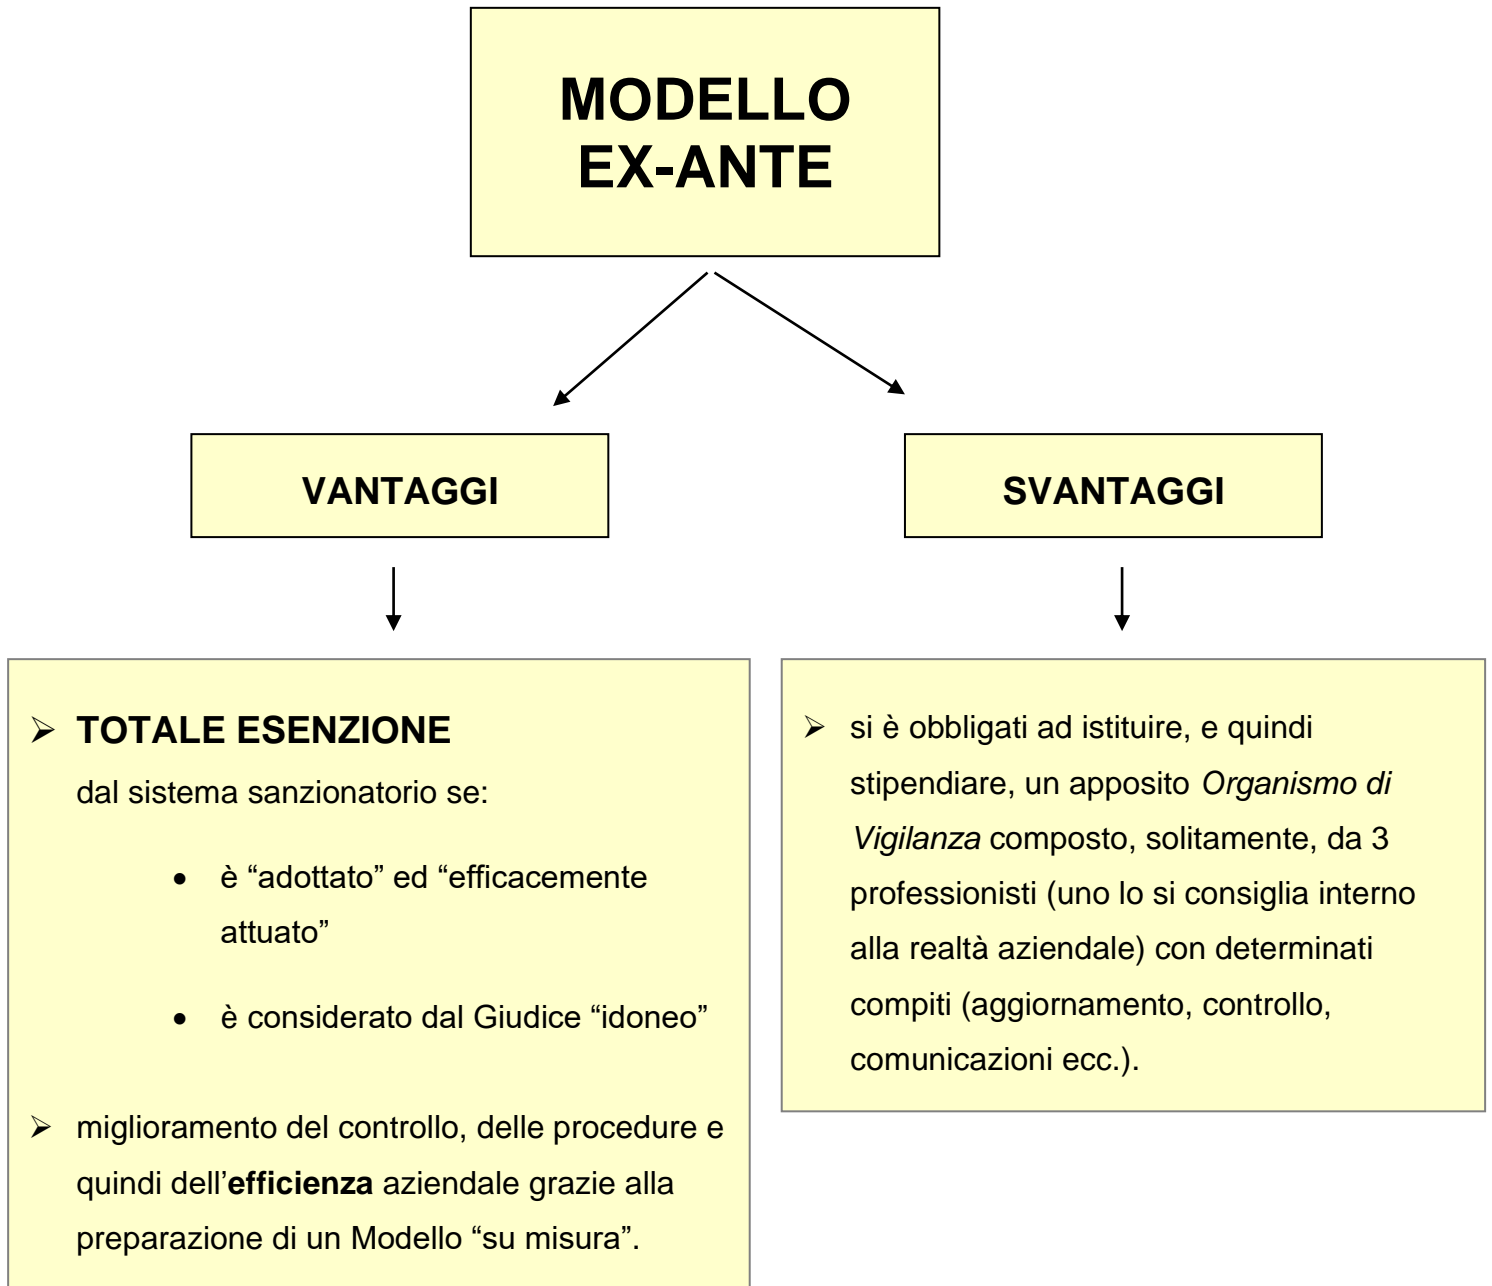 MODELLO
EX-ANTE
VANTAGGI
SVANTAGGI
➢ TOTALE ESENZIONE
dal sistema sanzionatorio se:
• è “adottato” ed “efficacemente
attuato”
• è considerato dal Giudice “idoneo”
➢ miglioramento del controllo, delle procedure e
quindi dell’efficienza aziendale grazie alla
preparazione di un Modello “su misura”.
➢ si è obbligati ad istituire, e quindi
stipendiare, un apposito Organismo di
Vigilanza composto, solitamente, da 3
professionisti (uno lo si consiglia interno
alla realtà aziendale) con determinati
compiti (aggiornamento, controllo,
comunicazioni ecc.).